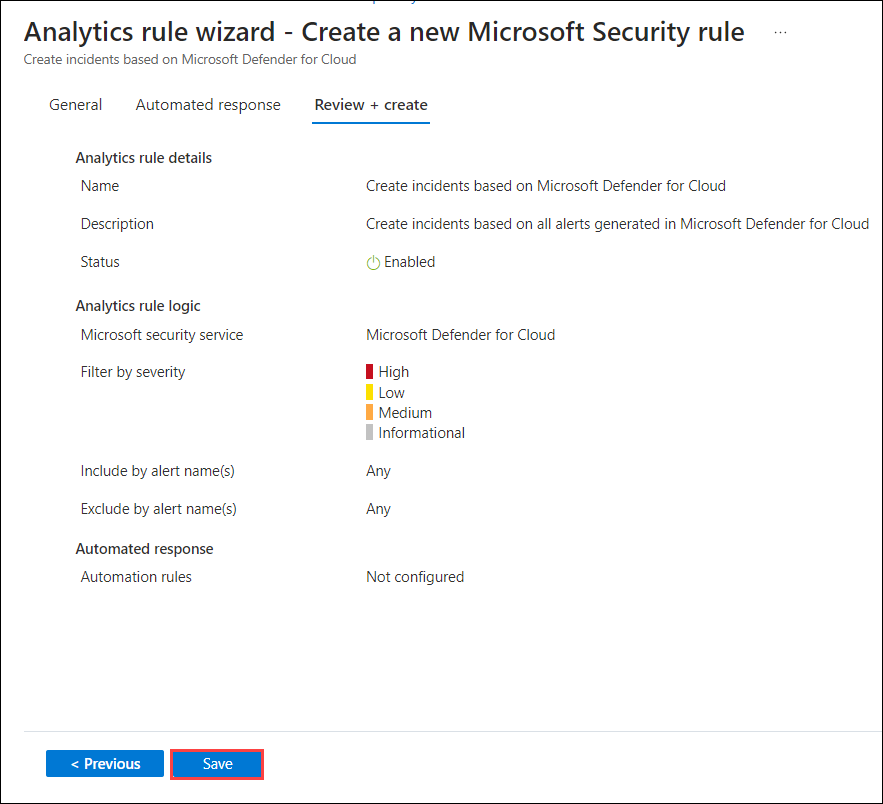 Analytics rule wizard - Create a new Microsoft Security rule ...
Create incidents based on Microsoft Defender for Cloud
General Automated response Review + create
Analytics rule details
Name Create incidents based on Microsoft Defender for Cloud
Description Create incidents based on all alerts generated in Microsoft Defender for Cloud
Status Enabled
Analytics rule logic
Microsoft security service Microsoft Defender for Cloud
Filter by severity High
Low
Medium
Informational
Include by alert name(s) Any
Exclude by alert name(s) Any
Automated response
Automation rules Not configured
< Previous Save